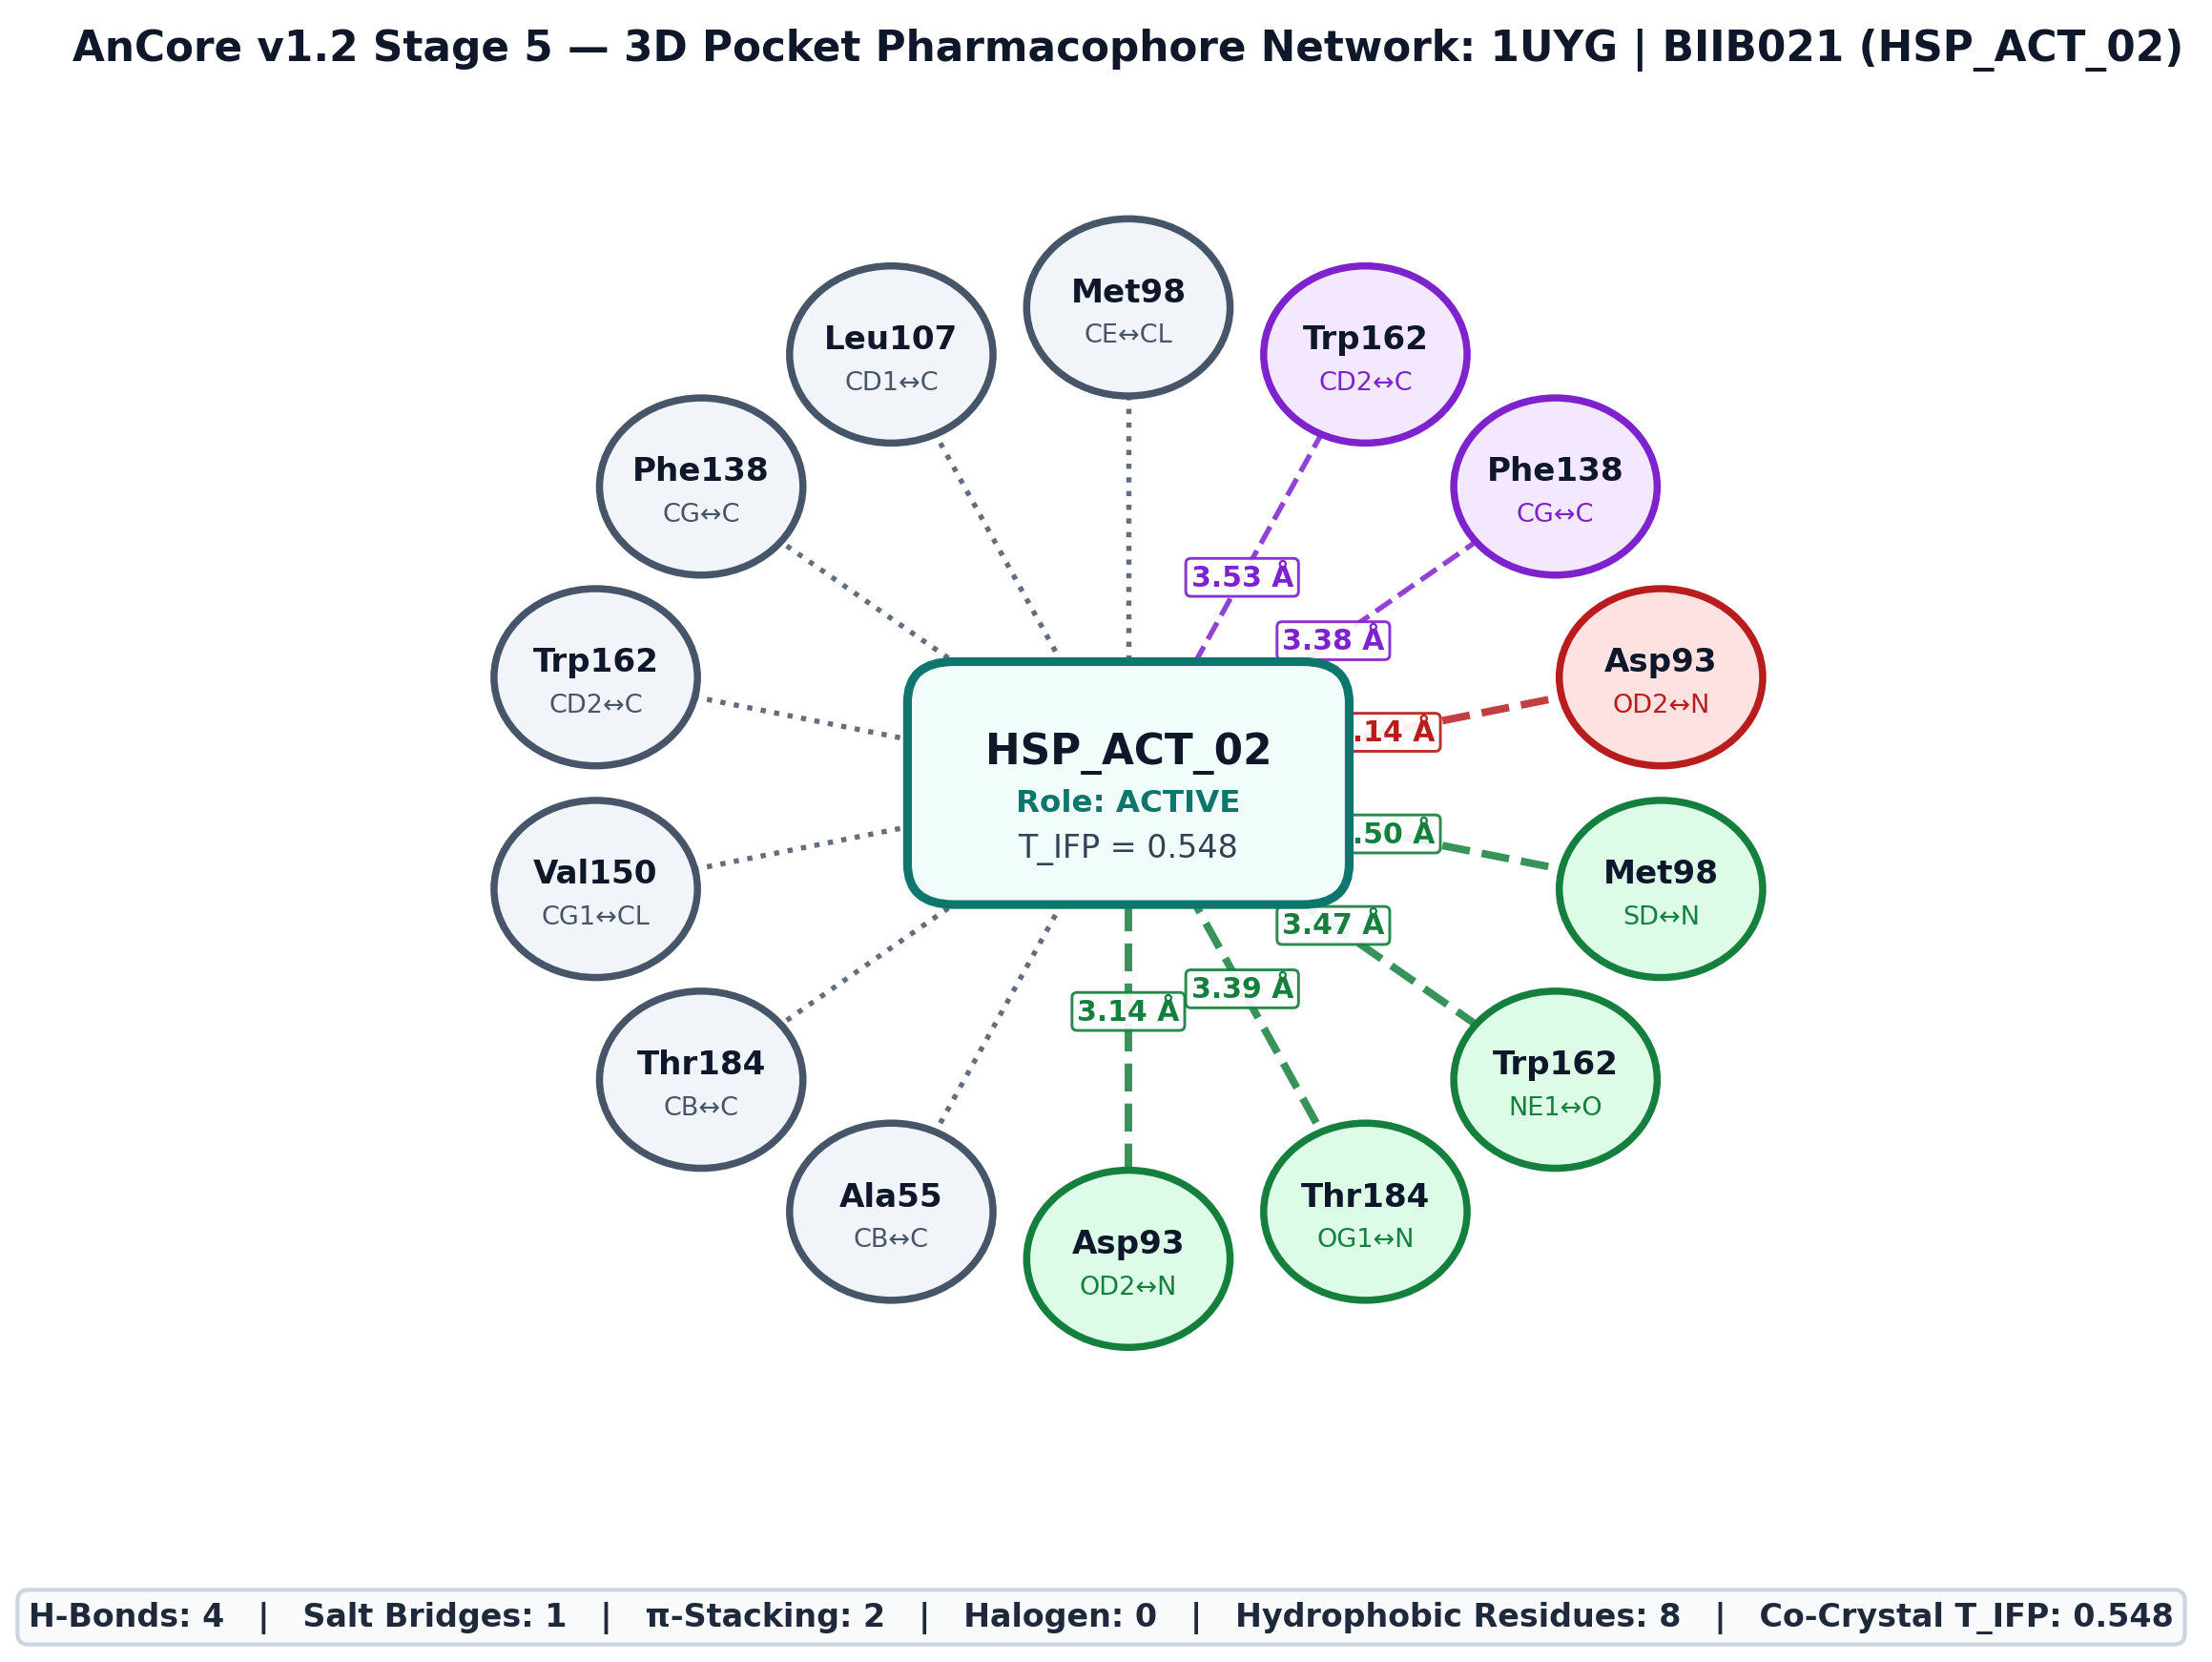 AnCore v1.2 Stage 5 — 3D Pocket Pharmacophore Network: 1UYG | BIIB021 (HSP_ACT_02)
Met98
CE↔CL
Leu107
CD1↔C
Trp162
CD2↔C
Phe138
CG↔C
Phe138
CG↔C
3.53 Å
3.38 Å
Trp162
CD2↔C
Asp93
OD2↔N
.14 Å
HSP_ACT_02
Role: ACTIVE
T_IFP = 0.548
.50 Å
Val150
CG1↔CL
Met98
SD↔N
3.47 Å
3.39 Å
3.14 Å
Thr184
CB↔C
Trp162
NE1↔O
Ala55
CB↔C
Thr184
OG1↔N
Asp93
OD2↔N
H-Bonds: 4 | Salt Bridges: 1 | π-Stacking: 2 | Halogen: 0 | Hydrophobic Residues: 8 | Co-Crystal T_IFP: 0.548